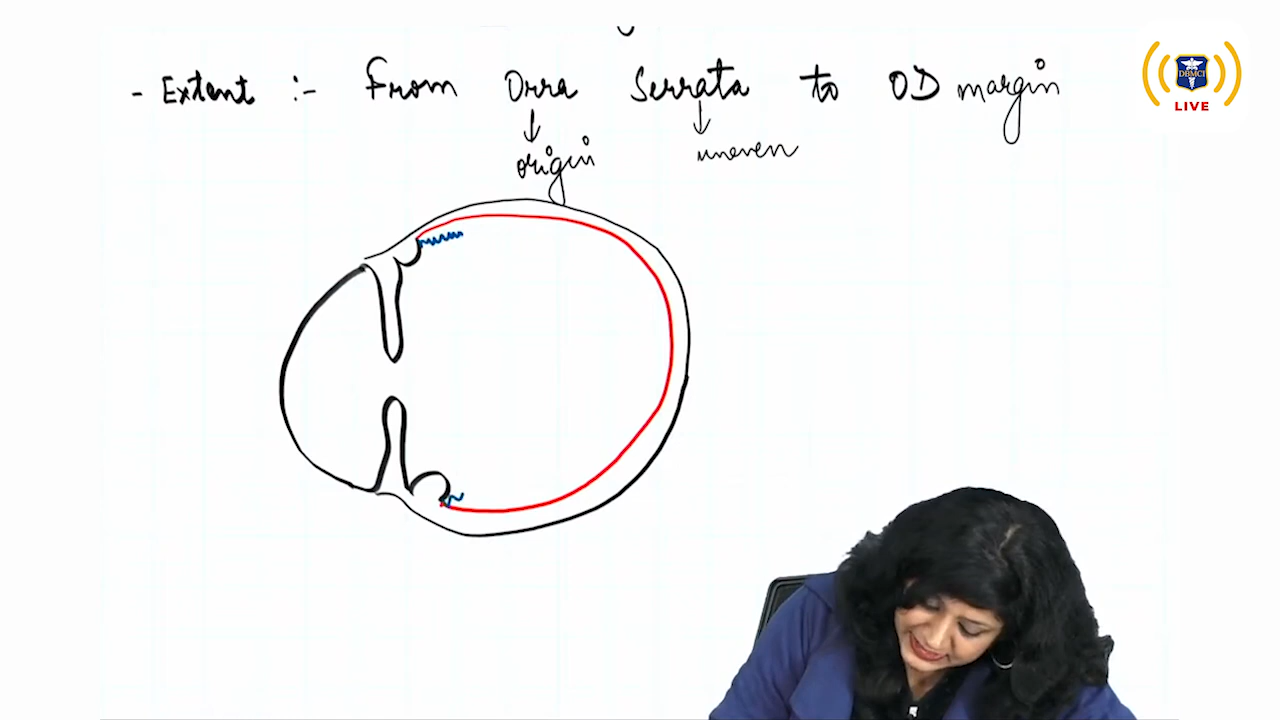 - Extent :- From Orra Serrata to OD margin
origin uneven
DBMCI
LIVE